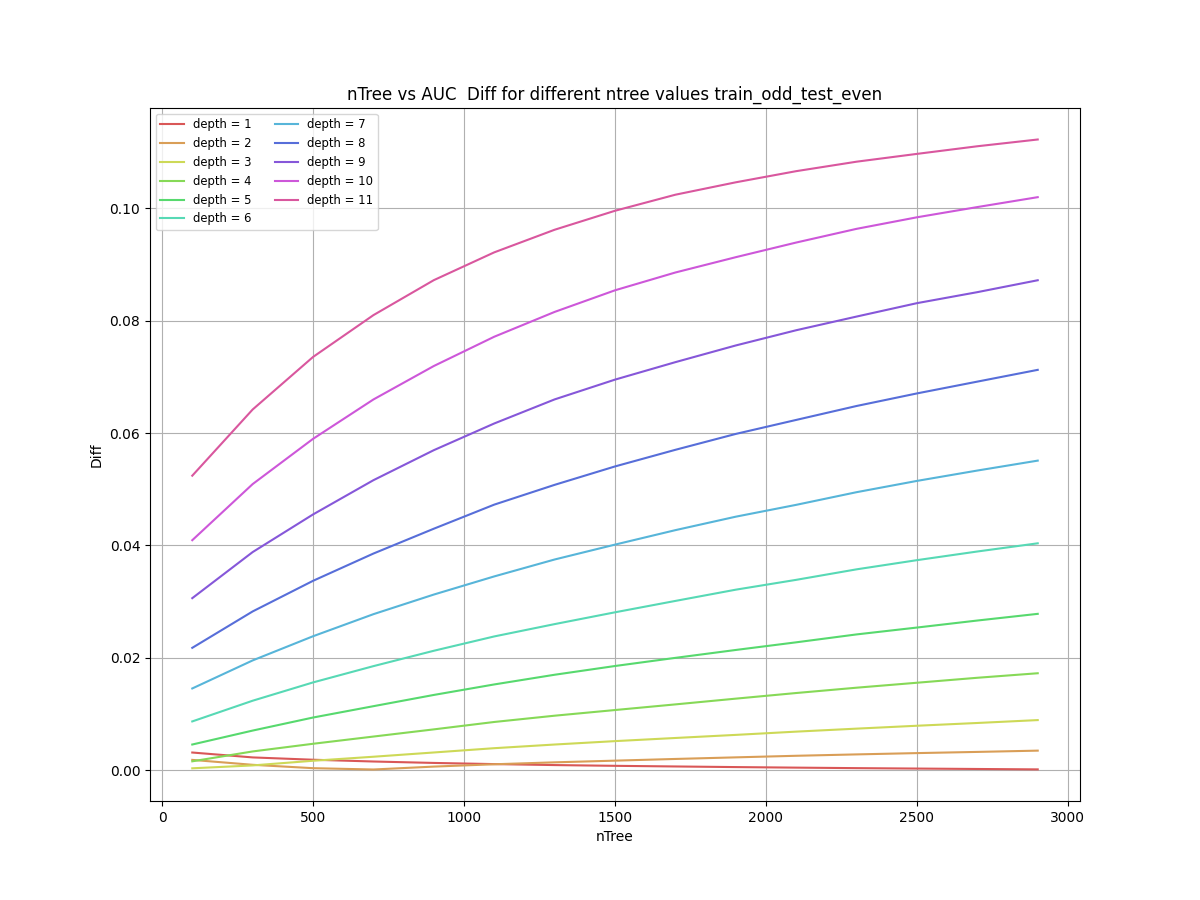 nTree vs AUC  Diff for different ntree values train_odd_test_even
depth = 1
depth = 2
depth = 3
depth = 4
depth = 5
depth = 6
depth = 7
depth = 8
depth = 9
depth = 10
depth = 11
Diff
0.10
0.08
0.06
0.04
0.02
0.00
0 500 1000 1500 2000 2500 3000
nTree